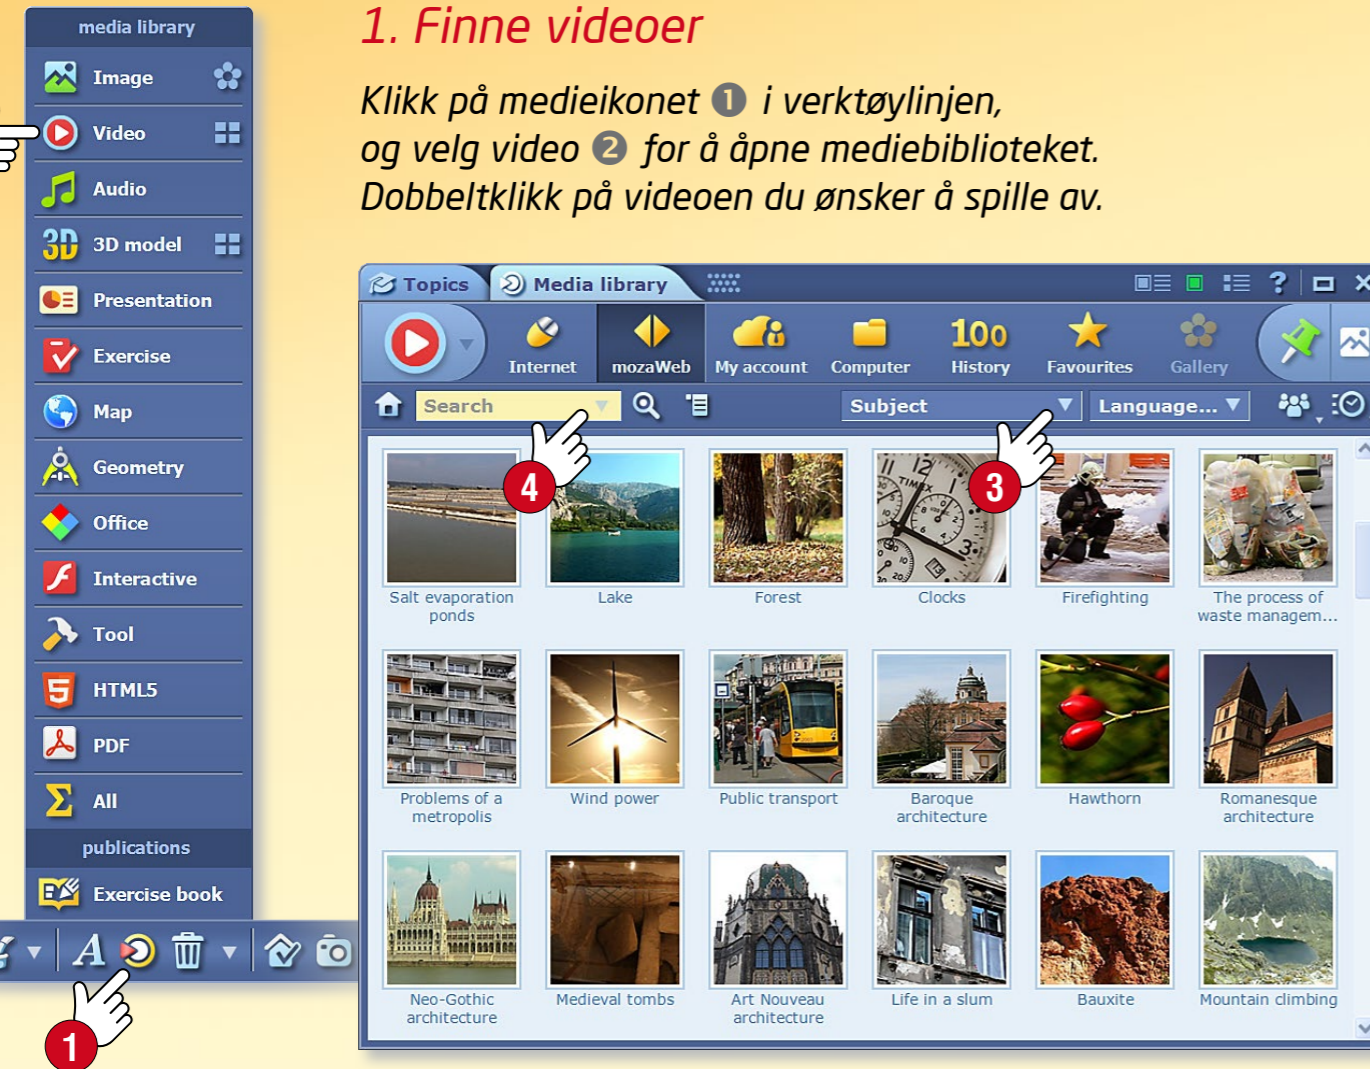 media library
Image
Video
Audio
3D 3D model
Presentation
Exercise
Map
Geometry
Office
Interactive
Tool
5 HTML5
PDF
Σ All
publications
Exercise book
A
1
1. Finne videoer
Klikk på medieikonet 1 i verktøylinjen,
og velg video 2 for å åpne mediebiblioteket.
Dobbeltklikk på videoen du ønsker å spille av.
Topics Media library ?
Internet mozaWeb My account Computer 100 History Favourites Gallery
Search Subject Language...
4 3
TIMEX
Salt evaporation
ponds
Lake
Forest
Clocks
Firefighting
The process of
waste managem...
Problems of a
metropolis
Wind power
Public transport
Baroque
architecture
Hawthorn
Romanesque
architecture
Neo-Gothic
architecture
Medieval tombs
Art Nouveau
architecture
Life in a slum
Bauxite
Mountain climbing